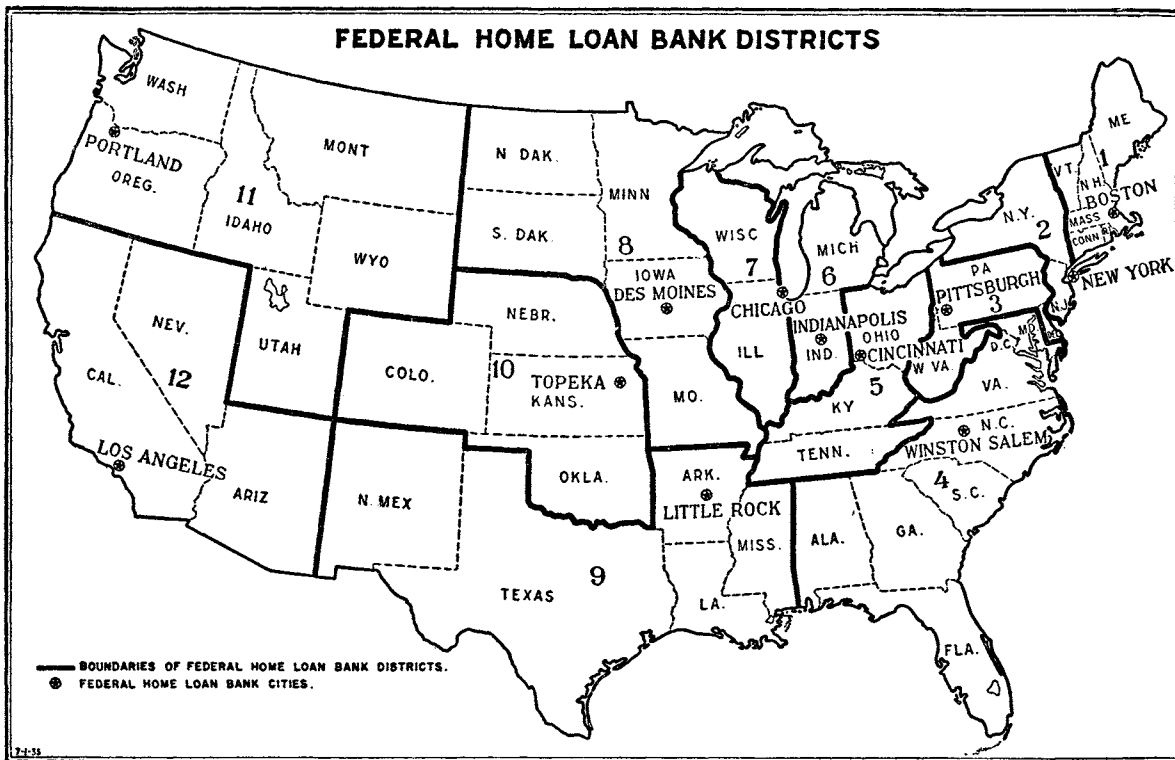 FEDERAL HOME LOAN BANK DISTRICTS
WASH
PORTLAND
OREG.
11
IDAHO
MONT
WYO
N DAK.
S. DAK.
MINN
8
IOWA
DES MOINES
WISC
7
CHICAGO
ILL
MICH
6
INDIANAPOLIS
IND.
OHIO
CINCINNATI
5
KY
TENN.
W VA.
PA
PITTSBURGH
3
N.Y.
2
NEW YORK
N.J.
VT.
N H.
1
ME
BOSTON
MASS
CONN
R.I.
MD.
DEL
D.C.
VA.
N.C.
WINSTON SALEM
4
S.C.
GA.
ALA.
FLA.
MISS.
LA.
ARK.
LITTLE ROCK
MO.
NEBR.
10
TOPEKA
KANS.
COLO.
OKLA.
TEXAS
9
N. MEX
UTAH
NEV.
12
CAL.
LOS ANGELES
ARIZ
BOUNDARIES OF FEDERAL HOME LOAN BANK DISTRICTS.
FEDERAL HOME LOAN BANK CITIES.
7-1-35